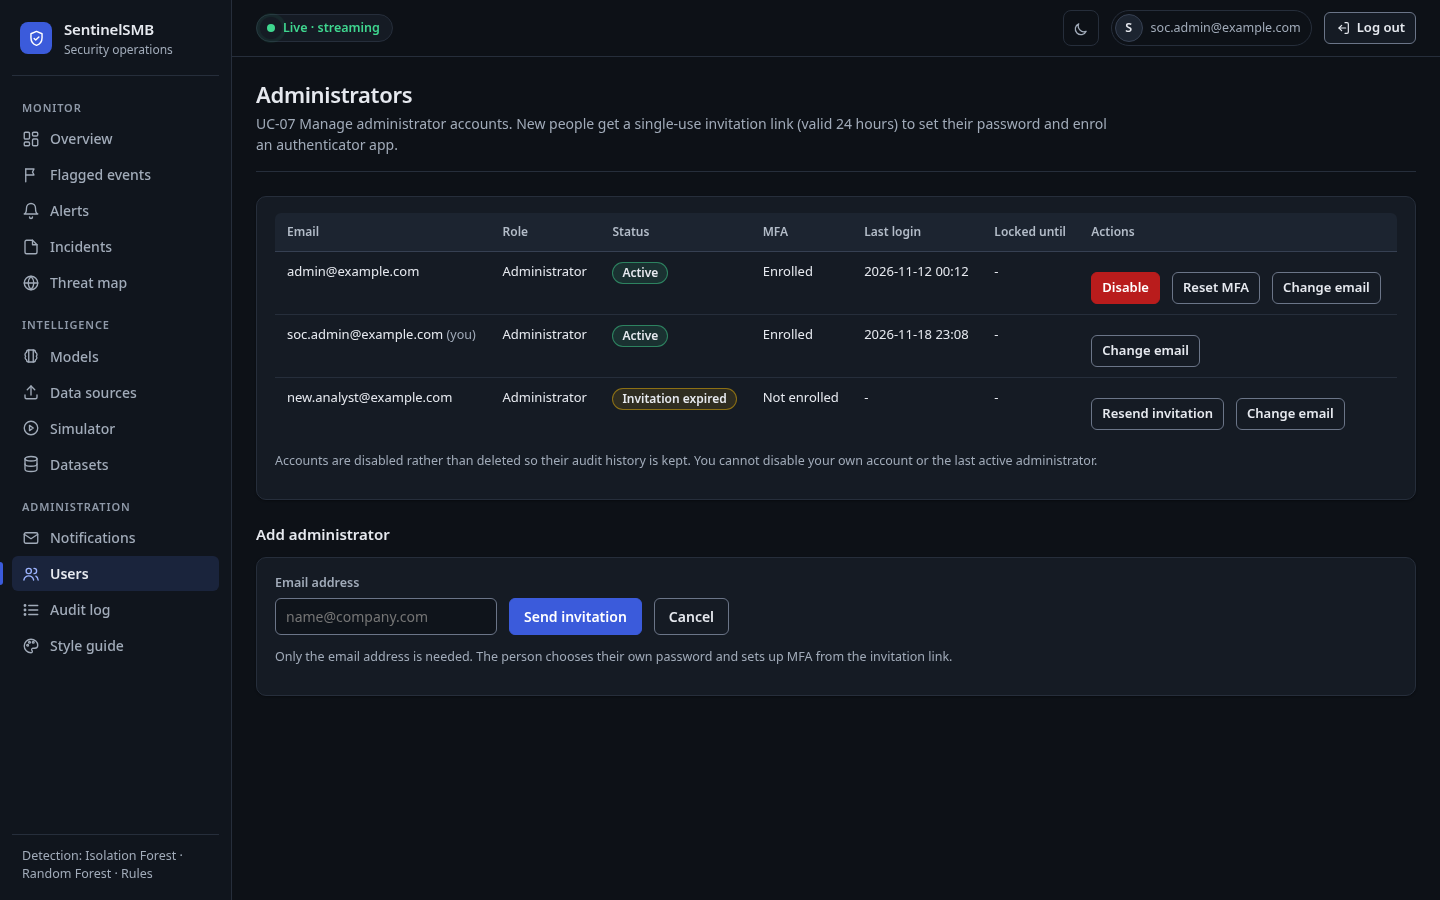 SentinelSMB
Security operations
MONITOR
Overview
Flagged events
Alerts
Incidents
Threat map
INTELLIGENCE
Models
Data sources
Simulator
Datasets
ADMINISTRATION
Notifications
Users
Audit log
Style guide
Detection: Isolation Forest ·
Random Forest · Rules
Live · streaming
S soc.admin@example.com Log out
Administrators
UC-07 Manage administrator accounts. New people get a single-use invitation link (valid 24 hours) to set their password and enrol
an authenticator app.
Email Role Status MFA Last login Locked until Actions
admin@example.com Administrator Active Enrolled 2026-11-12 00:12 - Disable Reset MFA Change email
soc.admin@example.com (you) Administrator Active Enrolled 2026-11-18 23:08 - Change email
new.analyst@example.com Administrator Invitation expired Not enrolled - - Resend invitation Change email
Accounts are disabled rather than deleted so their audit history is kept. You cannot disable your own account or the last active administrator.
Add administrator
Email address
name@company.com Send invitation Cancel
Only the email address is needed. The person chooses their own password and sets up MFA from the invitation link.